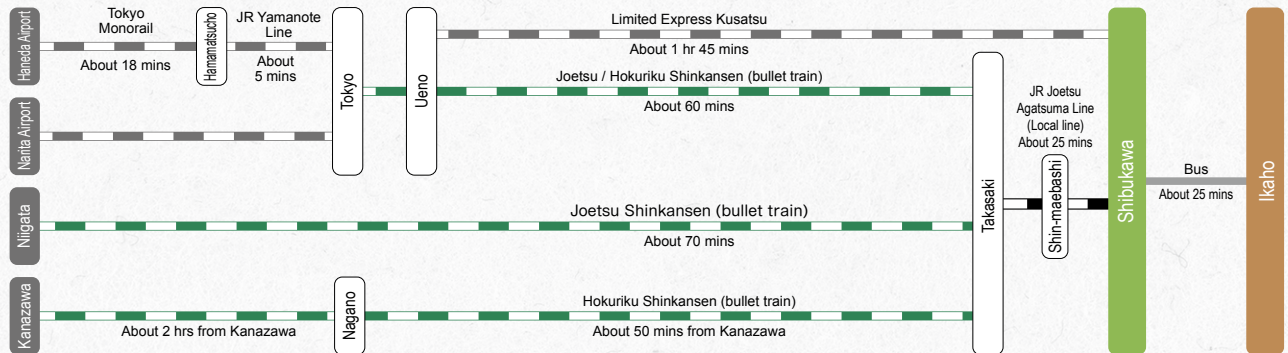 Haneda Airport
Tokyo
Monorail
About 18 mins
Hamamatsucho
JR Yamanote
Line
About
5 mins
Tokyo
Ueno
Limited Express Kusatsu
About 1 hr 45 mins
Joetsu / Hokuriku Shinkansen (bullet train)
About 60 mins
Narita Airport
Niigata
Joetsu Shinkansen (bullet train)
About 70 mins
Kanazawa
About 2 hrs from Kanazawa
Nagano
Hokuriku Shinkansen (bullet train)
About 50 mins from Kanazawa
Takasaki
JR Joetsu
Agatsuma Line
(Local line)
About 25 mins
Shin-maebashi
Shibukawa
Bus
About 25 mins
Ikaho